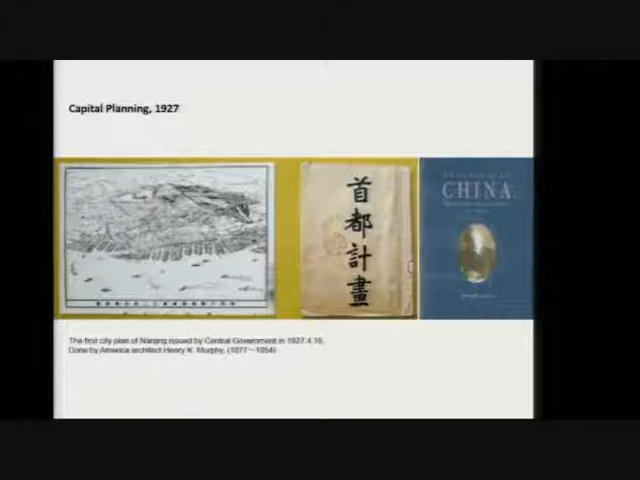 Capital Planning, 1927
首
都
計
畫
CHINA
The first city plan of Nanjing issued by Central Government in 1927.4.18,
Done by America architect Henry K. Murphy, (1877～1954)